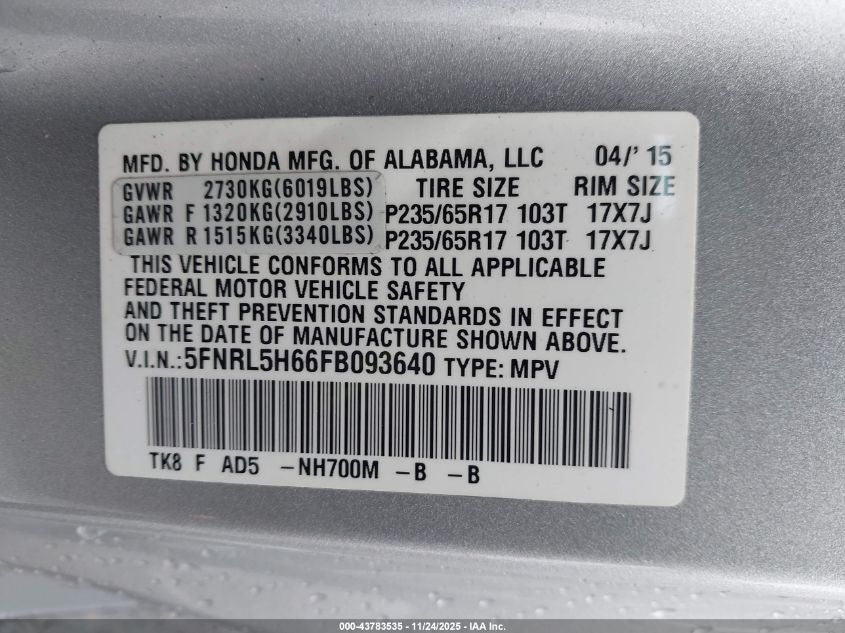 MFD. BY HONDA MFG. OF ALABAMA, LLC 04/' 15
GVWR 2730KG(6019LBS) TIRE SIZE RIM SIZE
GAWR F 1320KG(2910LBS) P235/65R17 103T 17X7J
GAWR R 1515KG(3340LBS) P235/65R17 103T 17X7J
THIS VEHICLE CONFORMS TO ALL APPLICABLE
FEDERAL MOTOR VEHICLE SAFETY
AND THEFT PREVENTION STANDARDS IN EFFECT
ON THE DATE OF MANUFACTURE SHOWN ABOVE.
V.I.N.:5FNRL5H66FB093640 TYPE: MPV
TK8 F AD5 -NH700M -B -B
000-43783535 - 11/24/2025 - IAA Inc.